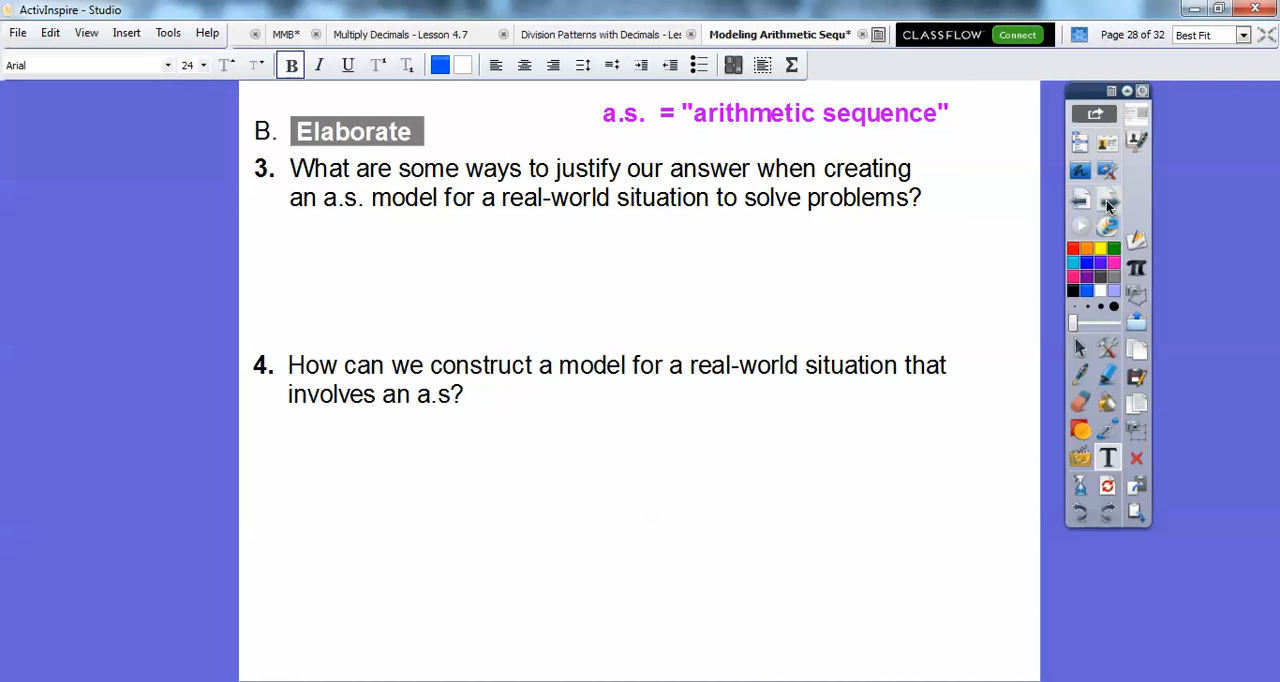 ActivInspire - Studio
File Edit View Insert Tools Help
MMB* Multiply Decimals - Lesson 4.7 Division Patterns with Decimals - Les Modeling Arithmetic Sequ* CLASSFLOW Connect Page 28 of 32 Best Fit
Arial 24 T T B I U T¹ T₁ Σ
a.s. = "arithmetic sequence"
B. Elaborate
3. What are some ways to justify our answer when creating
an a.s. model for a real-world situation to solve problems?
4. How can we construct a model for a real-world situation that
involves an a.s?
π
T